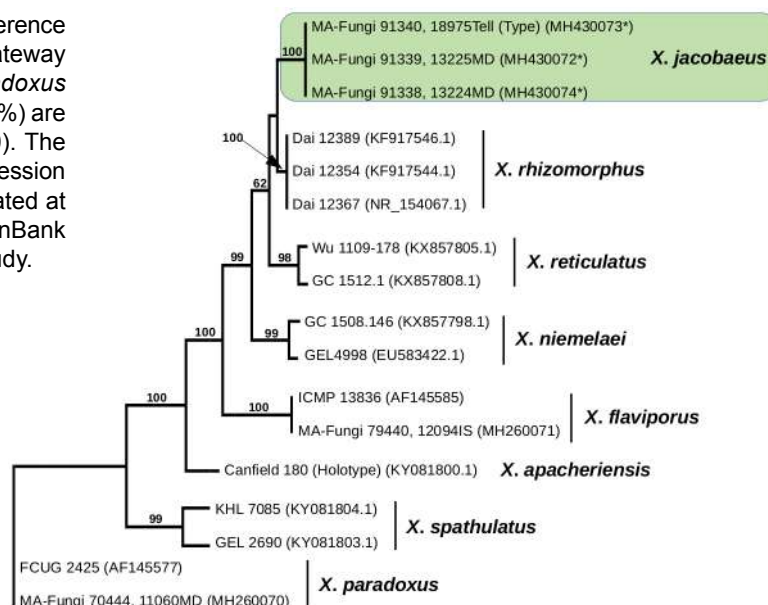 erence
ateway
adoxus
%) are
). The
ession
ated at
nBank
udy.
MA-Fungi 91340, 18975Tell (Type) (MH430073*)
100
MA-Fungi 91339, 13225MD (MH430072*)
X. jacobaeus
MA-Fungi 91338, 13224MD (MH430074*)
100
Dai 12389 (KF917546.1)
Dai 12354 (KF917544.1)
X. rhizomorphus
62
Dai 12367 (NR_154067.1)
Wu 1109-178 (KX857805.1)
99
98
X. reticulatus
GC 1512.1 (KX857808.1)
GC 1508.146 (KX857798.1)
100
99
X. niemelaei
GEL4998 (EU583422.1)
ICMP 13836 (AF145585)
100
100
X. flaviporus
MA-Fungi 79440, 12094IS (MH260071)
Canfield 180 (Holotype) (KY081800.1)
X. apacheriensis
KHL 7085 (KY081804.1)
99
X. spathulatus
GEL 2690 (KY081803.1)
FCUG 2425 (AF145577)
X. paradoxus
MA-Fungi 70444, 11060MD (MH260070)